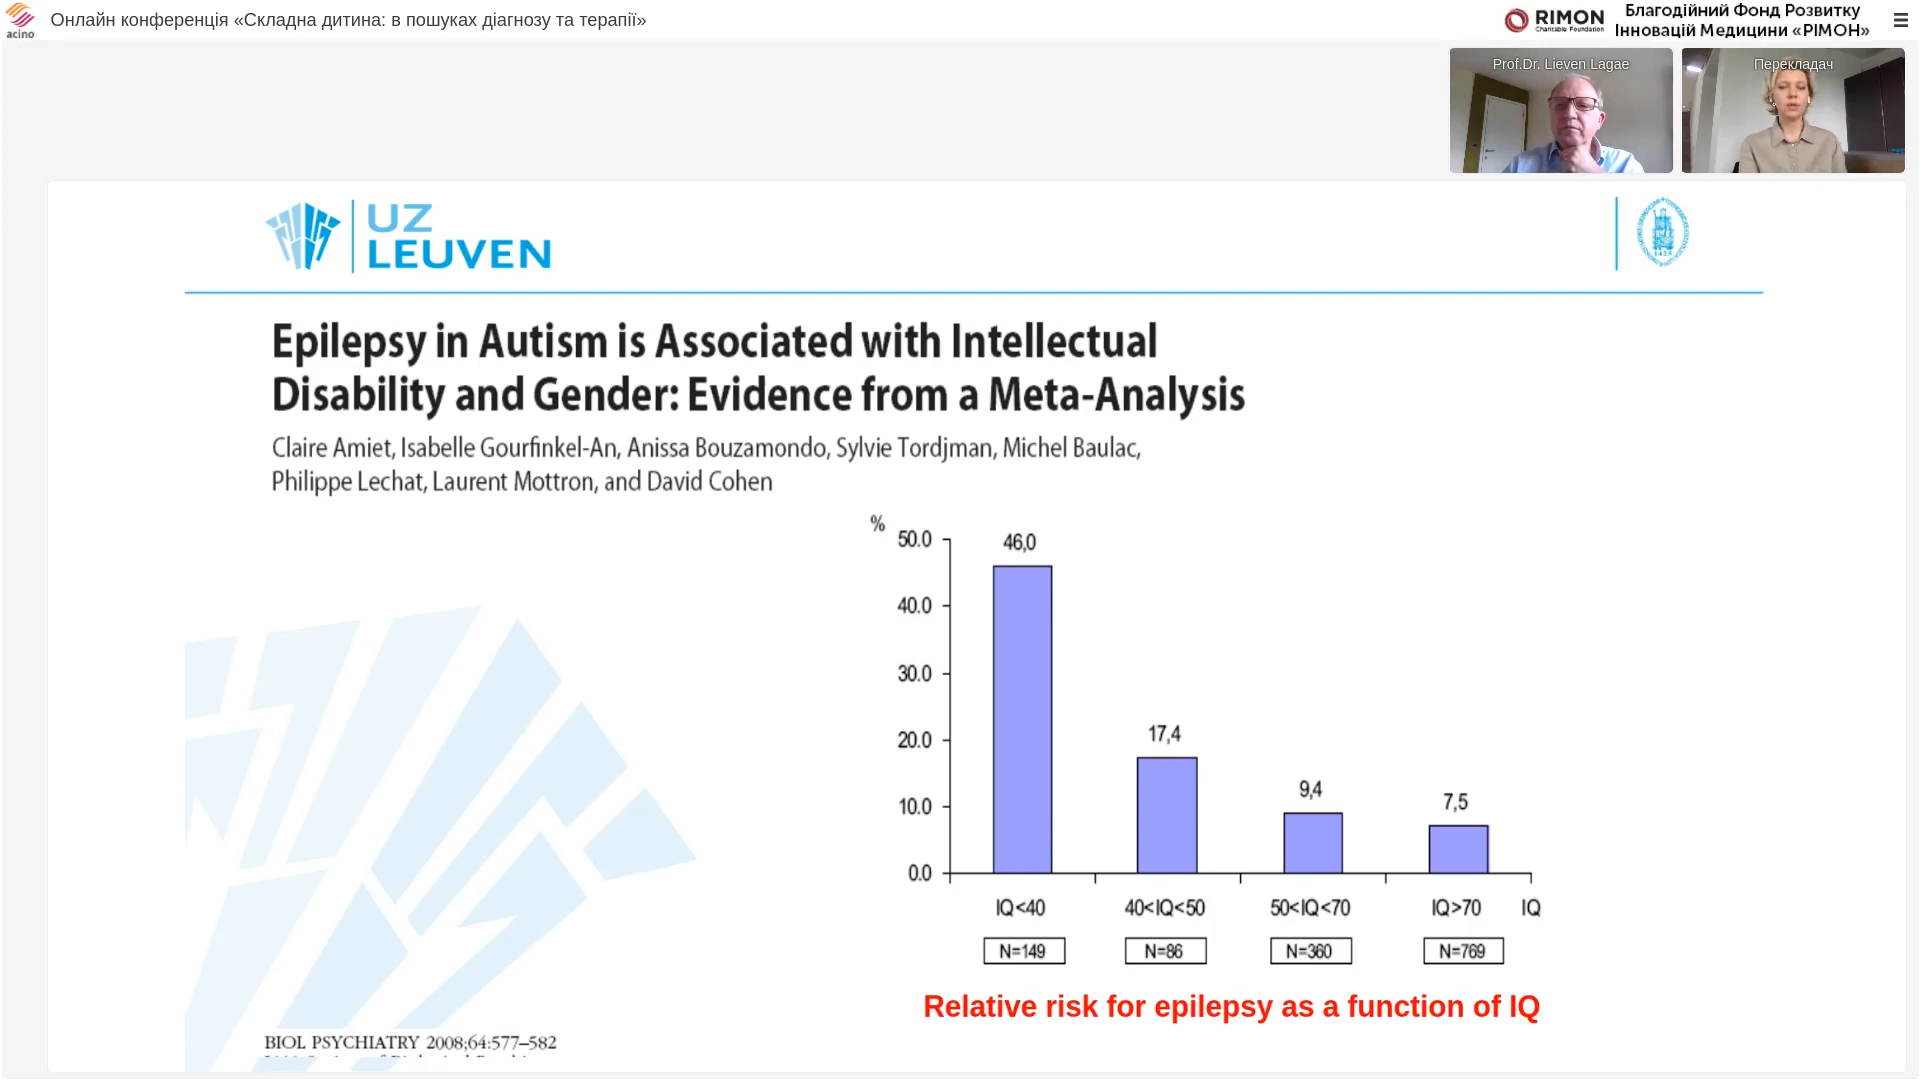 acino
Онлайн конференція «Складна дитина: в пошуках діагнозу та терапії»
RIMON
Charitable Foundation
Благодійний Фонд Розвитку
Інновацій Медицини «РІМОН»
Prof.Dr. Lieven Lagae
Перекладач
UZ
LEUVEN
1425
Epilepsy in Autism is Associated with Intellectual
Disability and Gender: Evidence from a Meta-Analysis
Claire Amiet, Isabelle Gourfinkel-An, Anissa Bouzamondo, Sylvie Tordjman, Michel Baulac,
Philippe Lechat, Laurent Mottron, and David Cohen
%
50.0
40.0
30.0
20.0
10.0
0.0
46,0
17,4
9,4
7,5
IQ<40 40<IQ<50 50<IQ<70 IQ>70 IQ
N=149 N=86 N=360 N=769
Relative risk for epilepsy as a function of IQ
BIOL PSYCHIATRY 2008;64:577–582